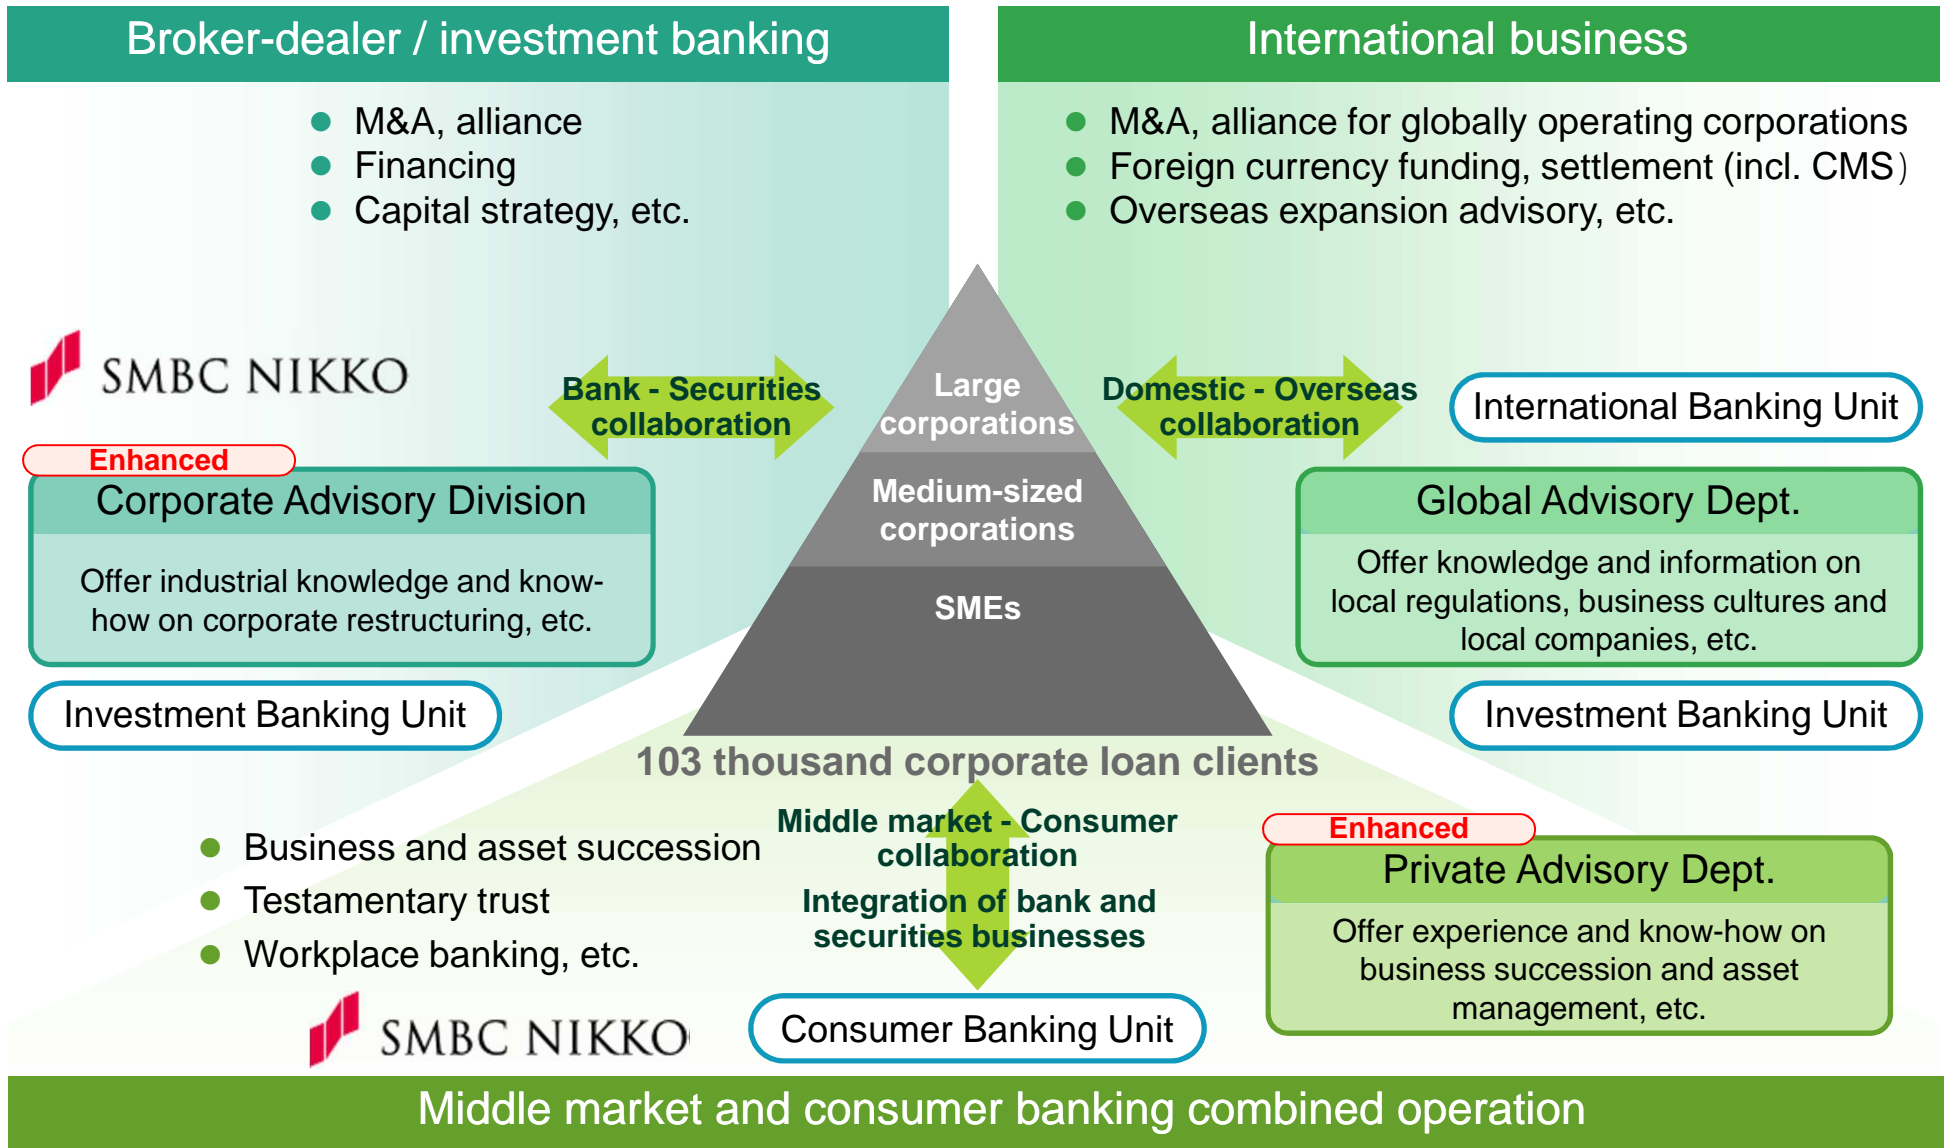 Broker-dealer / investment banking
M&A, alliance
Financing
Capital strategy, etc.
International business
M&A, alliance for globally operating corporations
Foreign currency funding, settlement (incl. CMS)
Overseas expansion advisory, etc.
SMBC NIKKO
Bank - Securities
collaboration
Large
corporations
Medium-sized
corporations
SMEs
103 thousand corporate loan clients
Domestic - Overseas
collaboration
International Banking Unit
Enhanced
Corporate Advisory Division
Offer industrial knowledge and know-
how on corporate restructuring, etc.
Investment Banking Unit
Global Advisory Dept.
Offer knowledge and information on
local regulations, business cultures and
local companies, etc.
Investment Banking Unit
Business and asset succession
Testamentary trust
Workplace banking, etc.
SMBC NIKKO
Middle market - Consumer
collaboration
Integration of bank and
securities businesses
Consumer Banking Unit
Enhanced
Private Advisory Dept.
Offer experience and know-how on
business succession and asset
management, etc.
Middle market and consumer banking combined operation